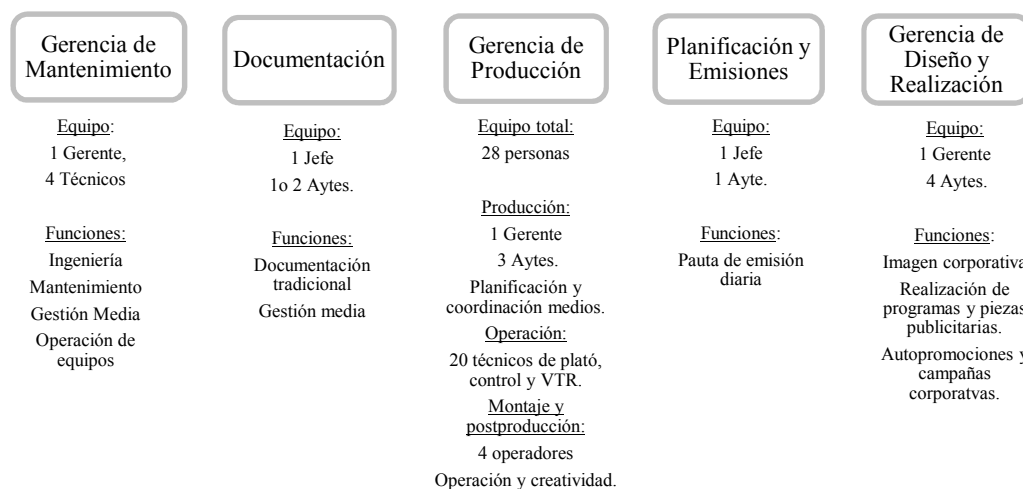 Gerencia de
Mantenimiento
Equipo:
1 Gerente,
4 Técnicos
Funciones:
Ingeniería
Mantenimiento
Gestión Media
Operación de
equipos
Documentación
Equipo:
1 Jefe
1o 2 Aytes.
Funciones:
Documentación
tradicional
Gestión media
Gerencia de
Producción
Equipo total:
28 personas
Producción:
1 Gerente
3 Aytes.
Planificación y
coordinación medios.
Operación:
20 técnicos de plató,
control y VTR.
Montaje y
postproducción:
4 operadores
Operación y creatividad.
Planificación y
Emisiones
Equipo:
1 Jefe
1 Ayte.
Funciones:
Pauta de emisión
diaria
Gerencia de
Diseño y
Realización
Equipo:
1 Gerente
4 Aytes.
Funciones:
Imagen corporativa
Realización de
programas y piezas
publicitarias.
Autopromociones y
campañas
corporatvas.